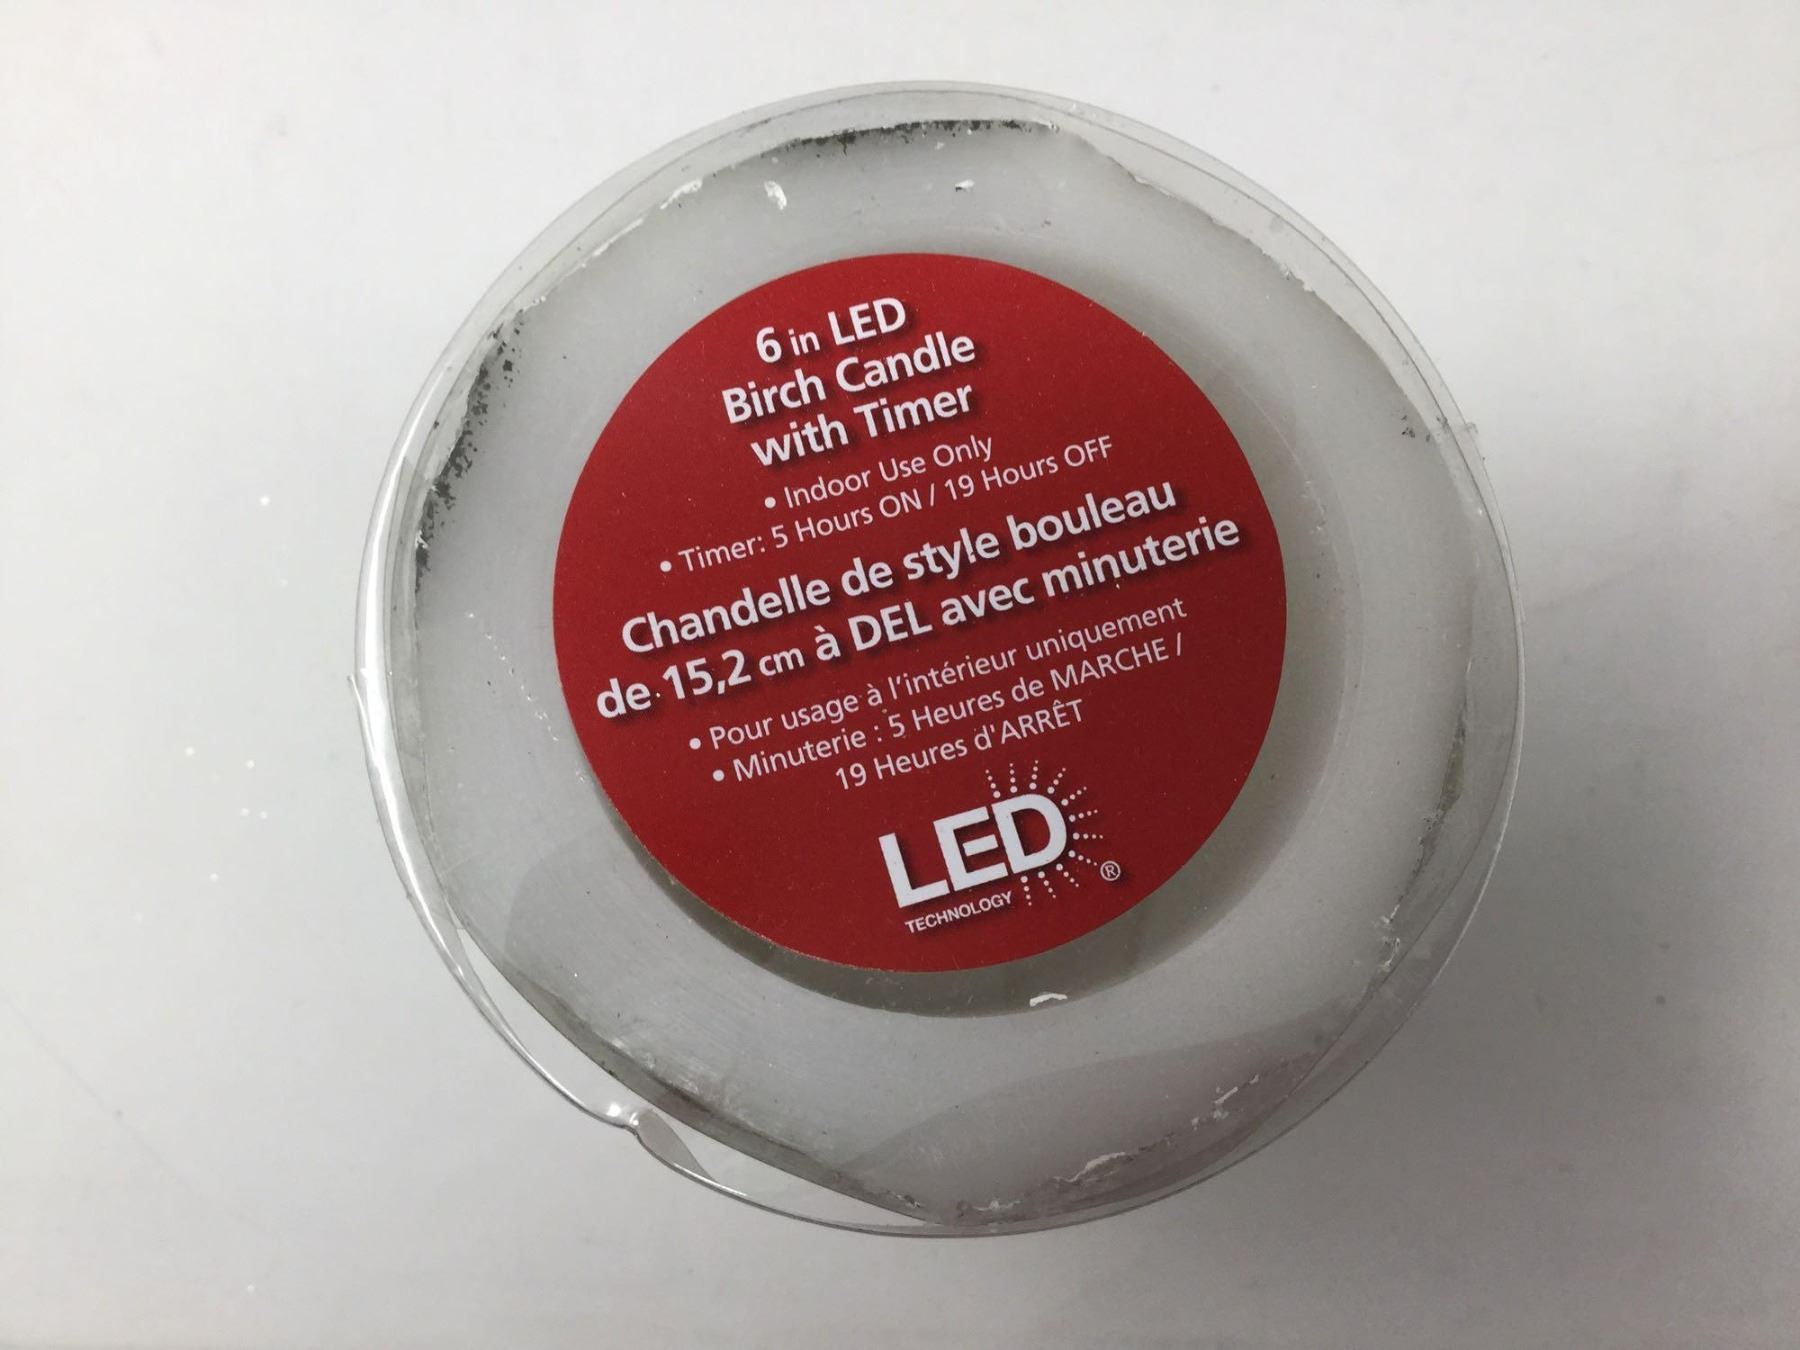 6 in LED
Birch Candle
with Timer
• Indoor Use Only
• Timer: 5 Hours ON / 19 Hours OFF
Chandelle de style bouleau
de 15,2 cm à DEL avec minuterie
• Pour usage à l'intérieur uniquement
• Minuterie : 5 Heures de MARCHE /
19 Heures d'ARRÊT
LED
TECHNOLOGY ®